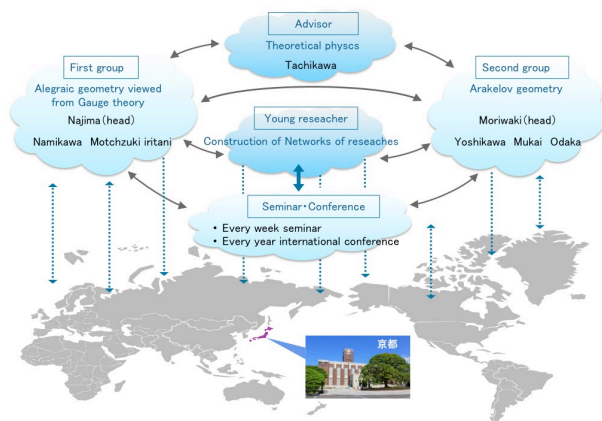 Advisor
Theoretical physcs
Tachikawa
First group
Alegraic geometry viewed
from Gauge theory
Najima(head)
Namikawa Motchzuki iritani
Second group
Arakelov geometry
Moriwaki(head)
Yoshikawa Mukai Odaka
Young reseacher
Construction of Networks of reseaches
Seminar・Conference
• Every week seminar
• Every year international conference
京都